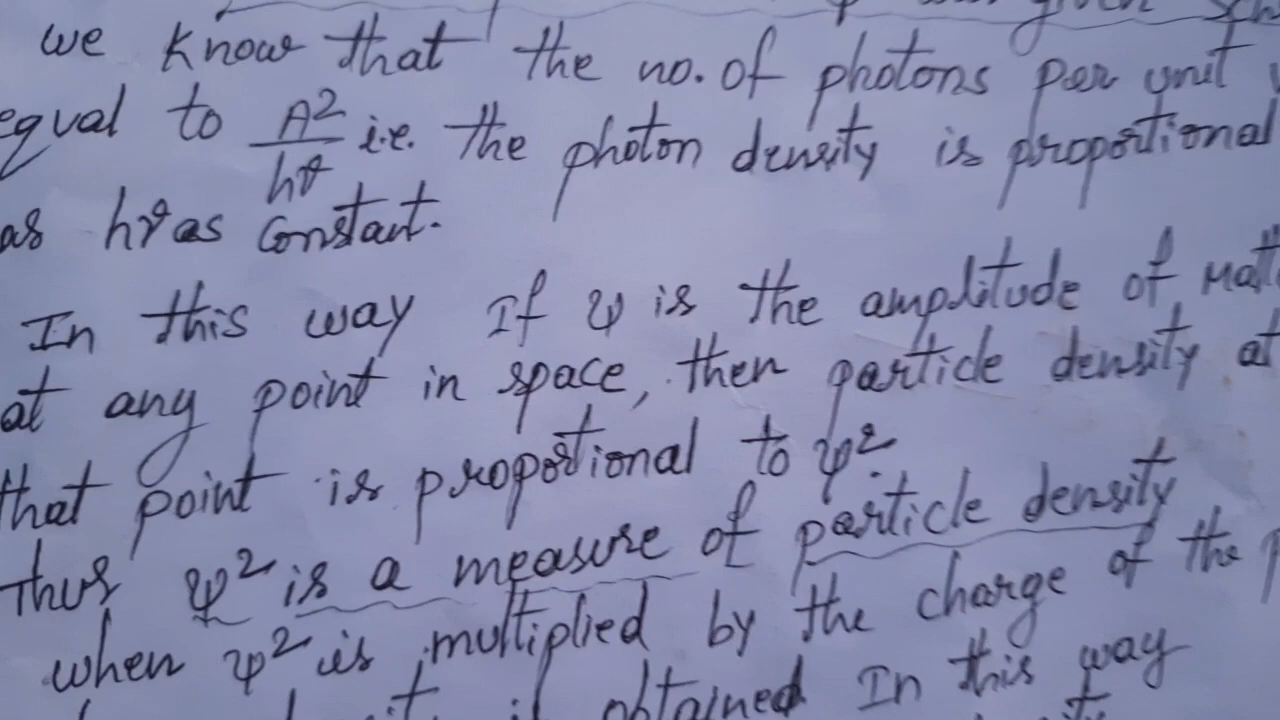 we know that the no. of photons per unit
equal to A²/hν i.e. the photon density is proportional
as hν as Constant.
In this way If ψ is the amplitude of
at any point in space, then particle density at
that point is proportional to ψ².
Thus ψ² is a measure of particle density
when ψ² is multiplied by the charge of the
obtained In this way